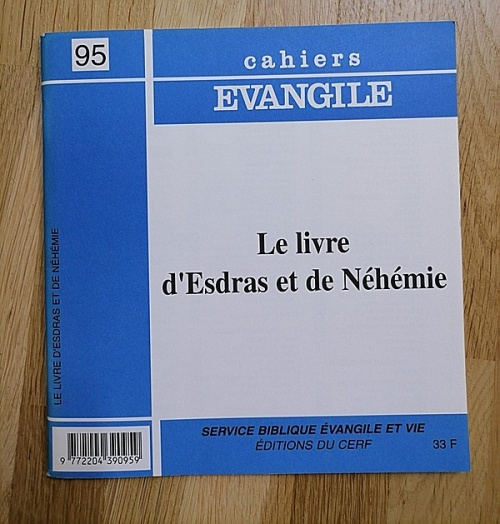 95
cahiers
EVANGILE
LE LIVRE D'ESDRAS ET DE NÉHÉMIE
Le livre
d'Esdras et de Néhémie
SERVICE BIBLIQUE ÉVANGILE ET VIE
ÉDITIONS DU CERF
33 F
9 772204 390959